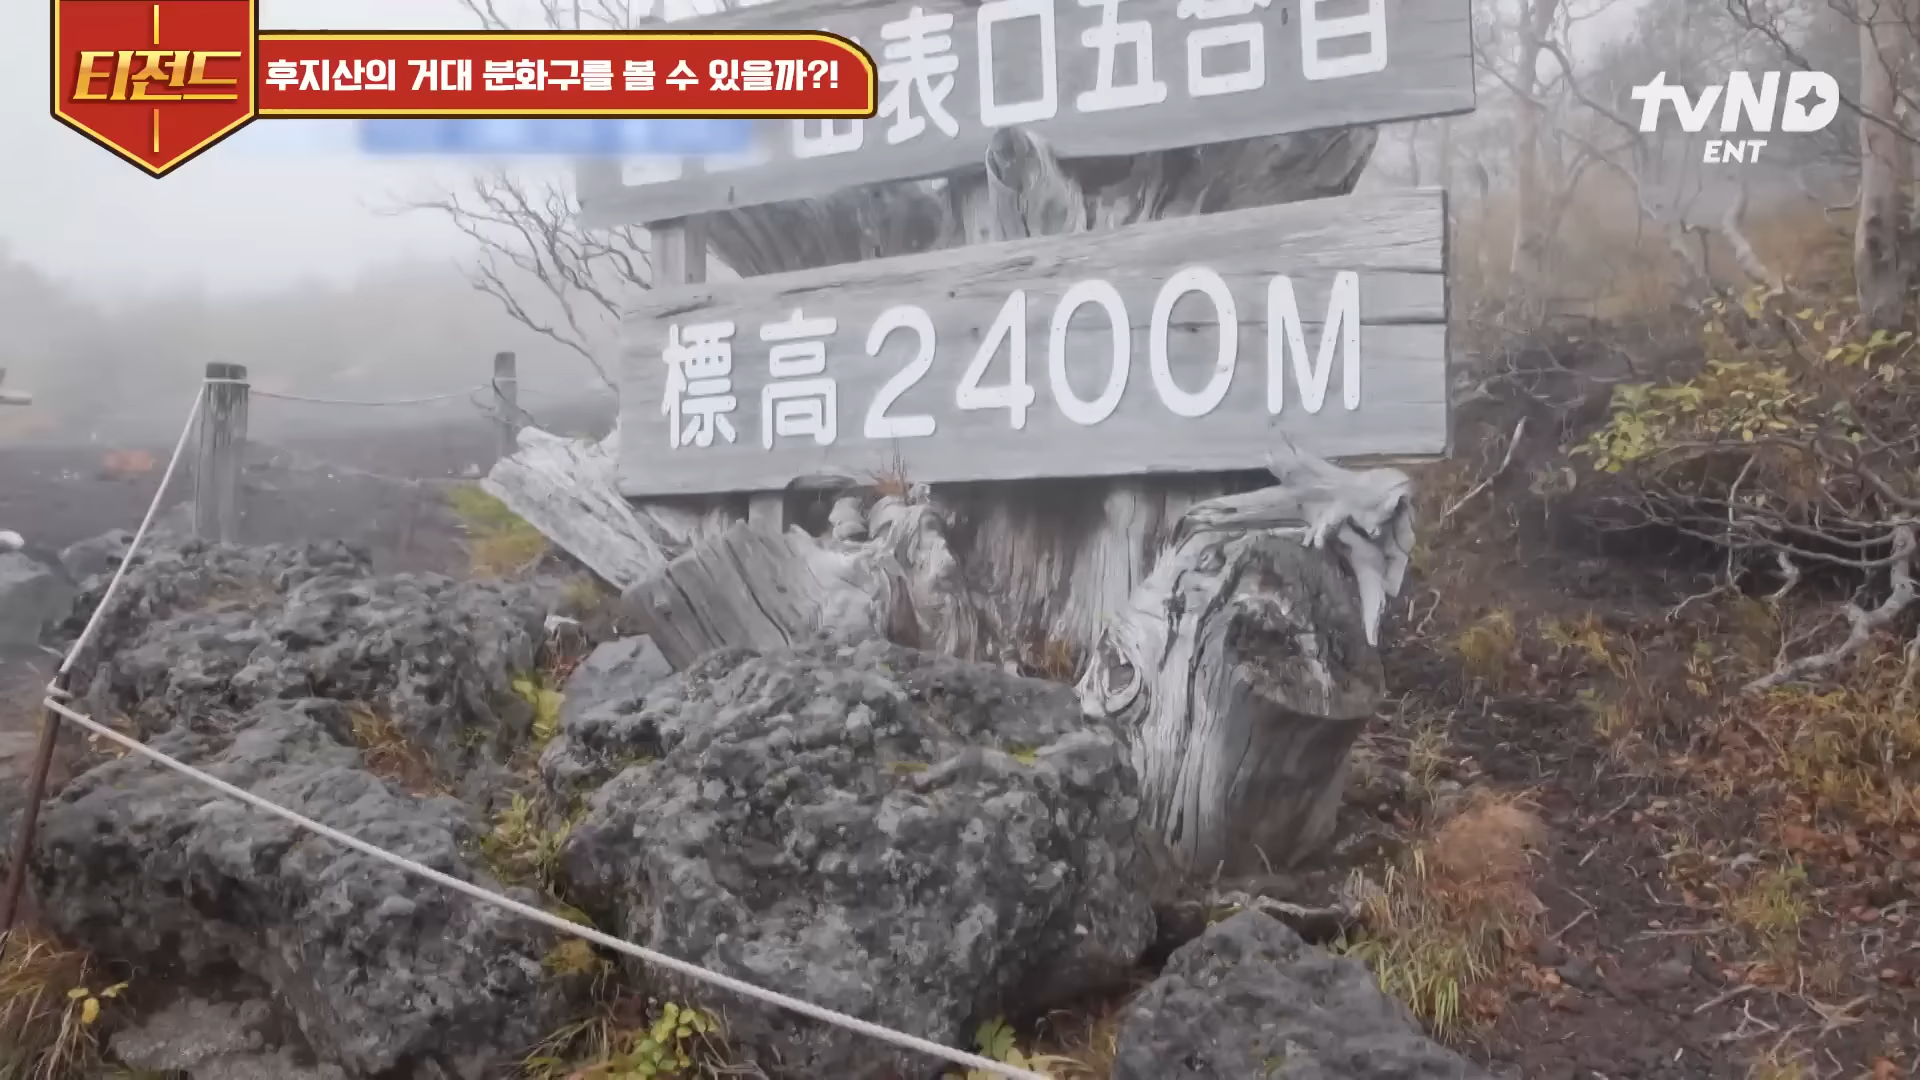 티전드
후지산의 거대 분화구를 볼 수 있을까?!
tvND
ENT
表口五合目
標高2400M